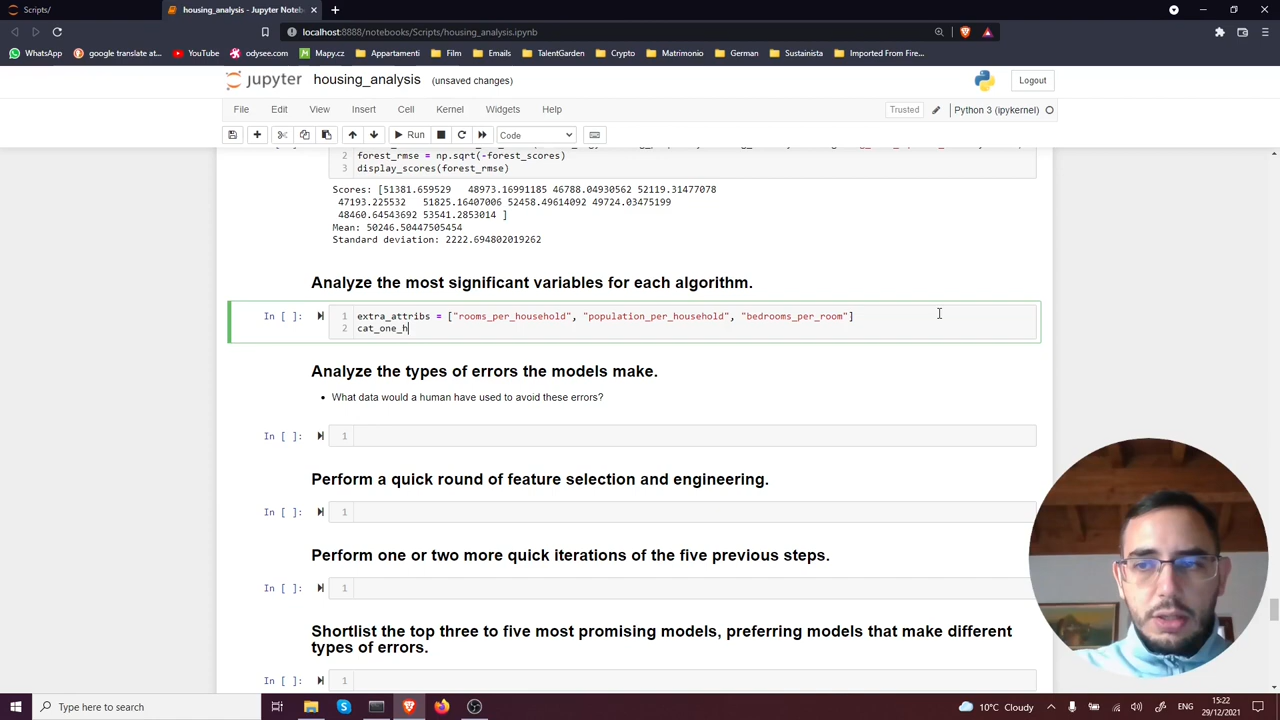 Scripts/
housing_analysis - Jupyter Noteb
localhost:8888/notebooks/Scripts/housing_analysis.ipynb
WhatsApp google translate at... YouTube odysee.com Mapy.cz Appartamenti Film Emails TalentGarden Crypto Matrimonio German Sustainista Imported From Fire...
jupyter housing_analysis (unsaved changes) Logout
File Edit View Insert Cell Kernel Widgets Help Trusted Python 3 (ipykernel)
Run Code
2 forest_rmse = np.sqrt(-forest_scores)
3 display_scores(forest_rmse)
Scores: [51381.659529 48973.16991185 46788.04930562 52119.31477078
47193.225532 51825.16407006 52458.49614092 49724.03475199
48460.64543692 53541.2853014 ]
Mean: 50246.50447505454
Standard deviation: 2222.694802019262
Analyze the most significant variables for each algorithm.
In [ ]: 1 extra_attribs = ["rooms_per_household", "population_per_household", "bedrooms_per_room"]
2 cat_one_h
Analyze the types of errors the models make.
• What data would a human have used to avoid these errors?
In [ ]: 1
Perform a quick round of feature selection and engineering.
In [ ]: 1
Perform one or two more quick iterations of the five previous steps.
In [ ]: 1
Shortlist the top three to five most promising models, preferring models that make different
types of errors.
In [ ]: 1
Type here to search
10°C Cloudy
15:22
29/12/2021